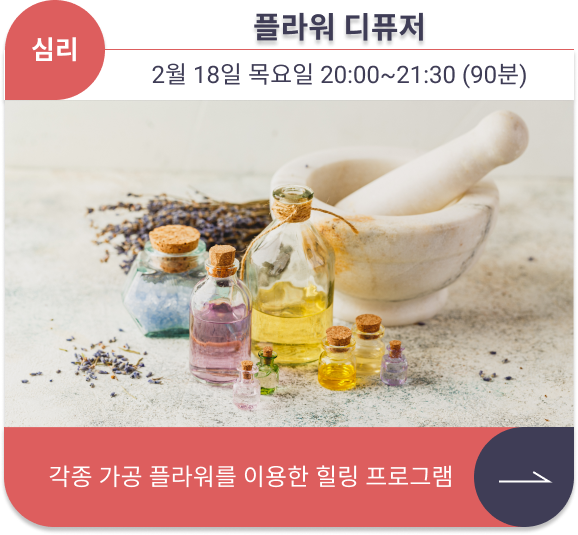 심리
플라워 디퓨저
2월 18일 목요일 20:00~21:30 (90분)
각종 가공 플라워를 이용한 힐링 프로그램